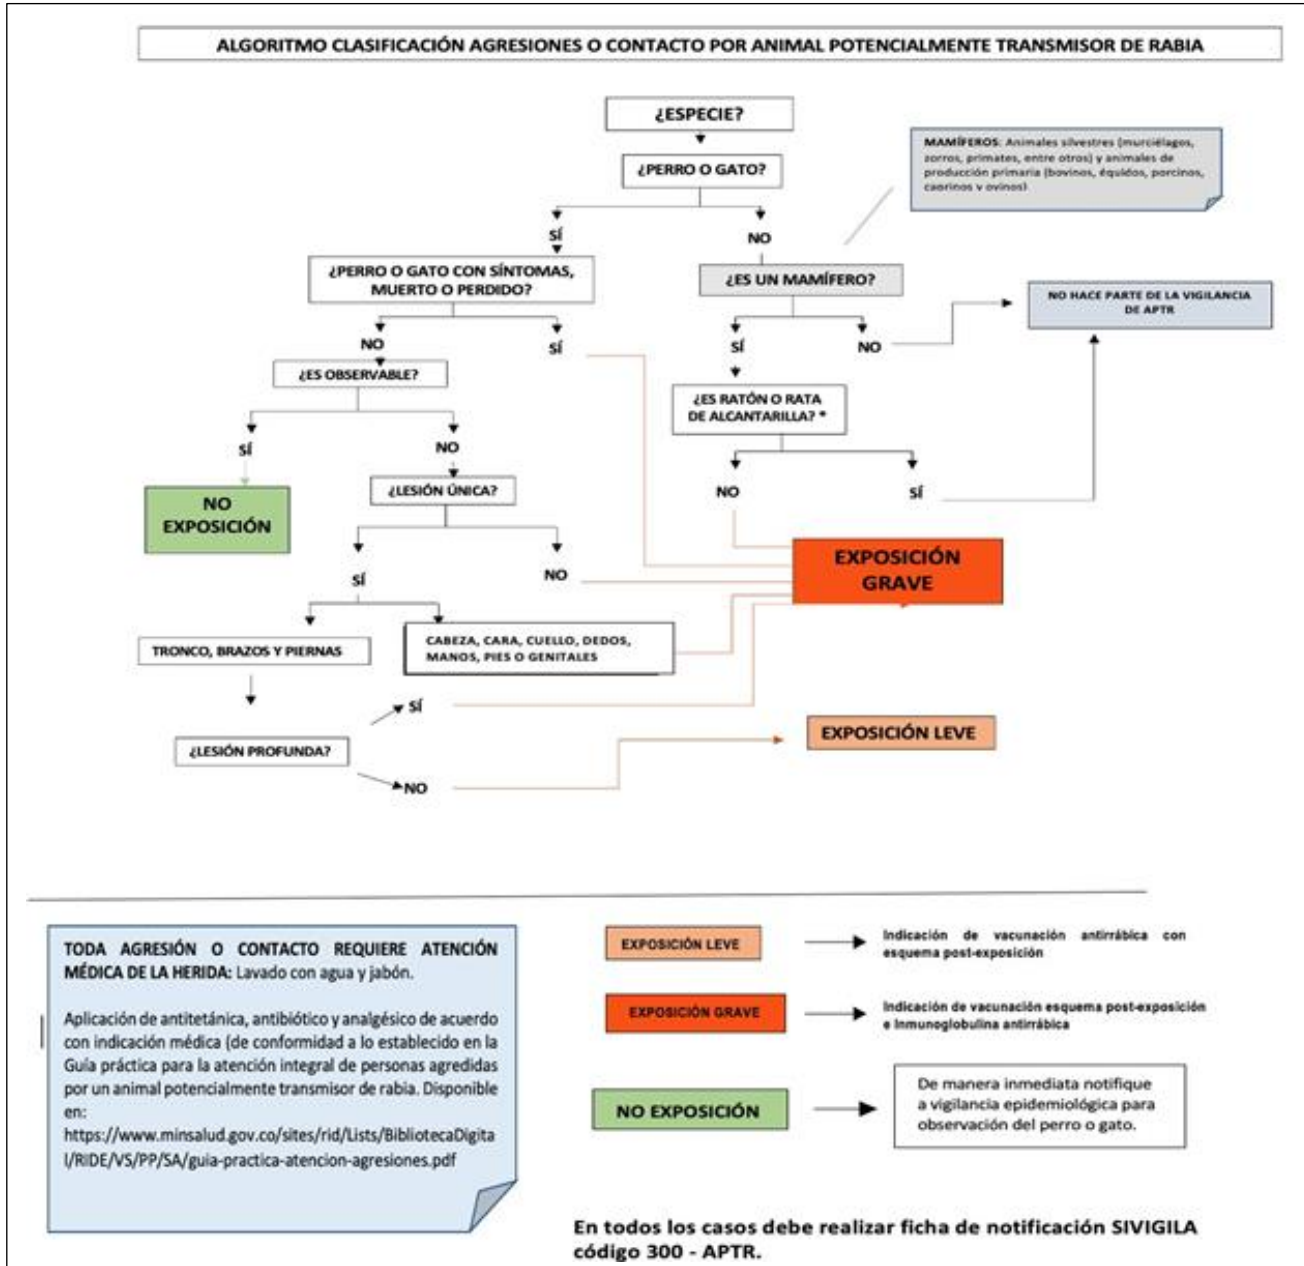 ALGORITMO CLASIFICACIÓN AGRESIONES O CONTACTO POR ANIMAL POTENCIALMENTE TRANSMISOR DE RABIA
¿ESPECIE?
¿PERRO O GATO?
MAMÍFEROS: Animales silvestres (murciélagos,
zorros, primates, entre otros) y animales de
producción primaria (bovinos, équidos, porcinos,
caprinos y ovinos)
SÍ
NO
¿PERRO O GATO CON SÍNTOMAS,
MUERTO O PERDIDO?
¿ES UN MAMÍFERO?
NO HACE PARTE DE LA VIGILANCIA
DE APTR
NO
SÍ
SÍ
NO
¿ES OBSERVABLE?
¿ES RATÓN O RATA
DE ALCANTARILLA? *
SÍ
NO
NO
SÍ
NO
EXPOSICIÓN
¿LESIÓN ÚNICA?
EXPOSICIÓN
GRAVE
SÍ
NO
TRONCO, BRAZOS Y PIERNAS
CABEZA, CARA, CUELLO, DEDOS,
MANOS, PIES O GENITALES
SÍ
¿LESIÓN PROFUNDA?
EXPOSICIÓN LEVE
NO
TODA AGRESIÓN O CONTACTO REQUIERE ATENCIÓN
MÉDICA DE LA HERIDA: Lavado con agua y jabón.
Aplicación de antitetánica, antibiótico y analgésico de acuerdo
con indicación médica (de conformidad a lo establecido en la
Guía práctica para la atención integral de personas agredidas
por un animal potencialmente transmisor de rabia. Disponible
en:
https://www.minsalud.gov.co/sites/rid/Lists/BibliotecaDigita
l/RIDE/VS/PP/SA/guia-practica-atencion-agresiones.pdf
EXPOSICIÓN LEVE
Indicación de vacunación antirrábica con
esquema post-exposición
EXPOSICIÓN GRAVE
Indicación de vacunación esquema post-exposición
e Inmunoglobulina antirrábica
NO EXPOSICIÓN
De manera inmediata notifique
a vigilancia epidemiológica para
observación del perro o gato.
En todos los casos debe realizar ficha de notificación SIVIGILA
código 300 - APTR.